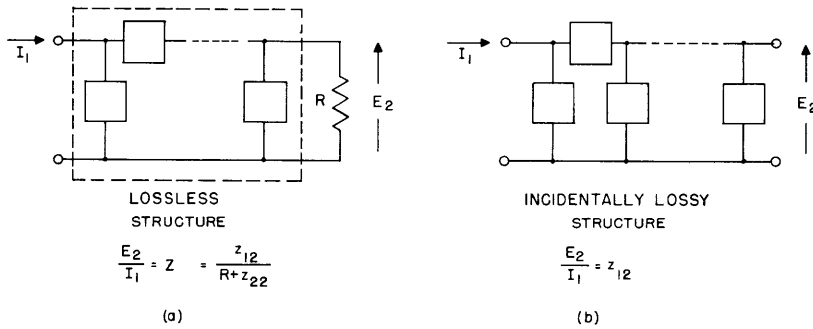 I1
R
E2
LOSSLESS
STRUCTURE
E2/I1 = Z = z12/(R+z22)
(a)
I1
E2
INCIDENTALLY LOSSY
STRUCTURE
E2/I1 = z12
(b)